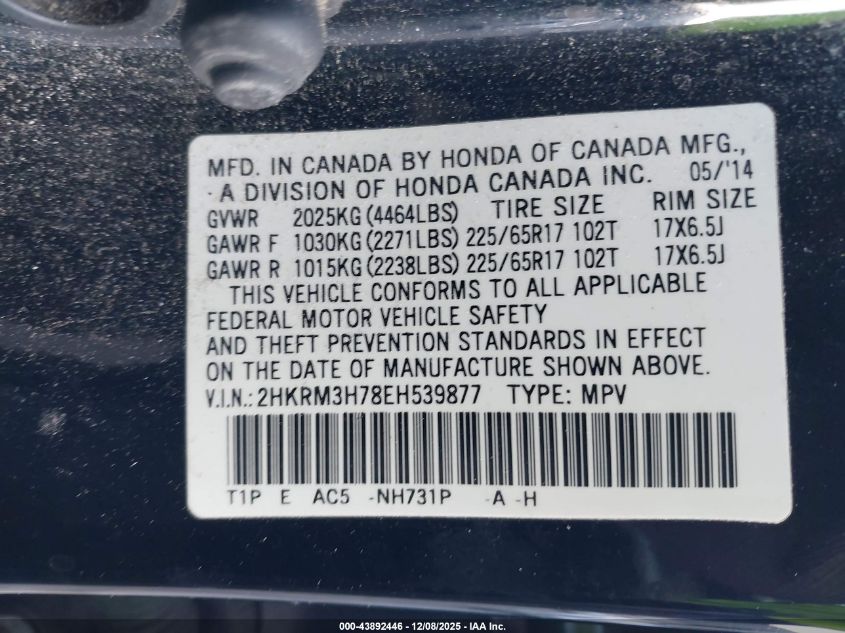 MFD. IN CANADA BY HONDA OF CANADA MFG.,
A DIVISION OF HONDA CANADA INC. 05/'14
GVWR 2025KG (4464LBS) TIRE SIZE RIM SIZE
GAWR F 1030KG (2271LBS) 225/65R17 102T 17X6.5J
GAWR R 1015KG (2238LBS) 225/65R17 102T 17X6.5J
THIS VEHICLE CONFORMS TO ALL APPLICABLE
FEDERAL MOTOR VEHICLE SAFETY
AND THEFT PREVENTION STANDARDS IN EFFECT
ON THE DATE OF MANUFACTURE SHOWN ABOVE.
V.I.N.: 2HKRM3H78EH539877 TYPE: MPV
T1P E AC5 -NH731P -A -H
000-43892446 - 12/08/2025 - IAA Inc.